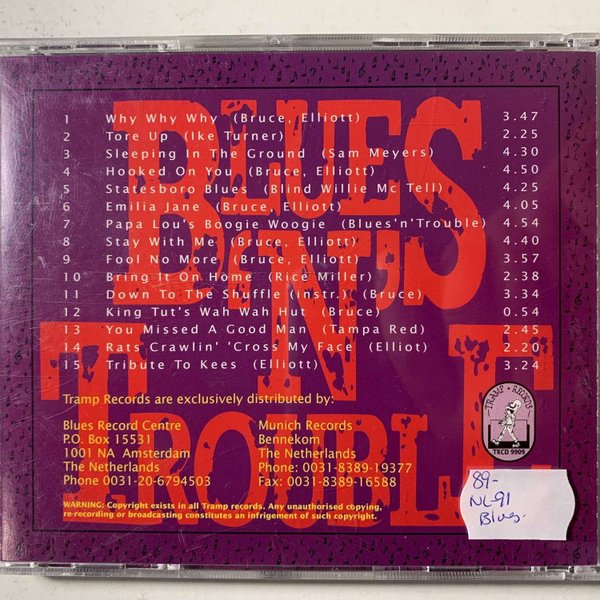 BLUES
'N'
TROUBLE
1 Why Why Why (Bruce, Elliott) 3.47
2 Tore Up (Ike Turner) 2.25
3 Sleeping In The Ground (Sam Meyers) 4.30
4 Hooked On You (Bruce, Elliott) 4.50
5 Statesboro Blues (Blind Willie Mc Tell) 4.25
6 Emilia Jane (Bruce, Elliott) 4.05
7 Papa Lou's Boogie Woogie (Blues'n'Trouble) 4.54
8 Stay With Me (Bruce, Elliott) 4.40
9 Fool No More (Bruce, Elliott) 3.57
10 Bring It On Home (Rice Miller) 2.38
11 Down To The Shuffle (instr.) (Bruce) 3.34
12 King Tut's Wah Wah Hut (Bruce) 0.54
13 You Missed A Good Man (Tampa Red) 2.45
14 Rats Crawlin' 'Cross My Face (Elliot) 2.20
15 Tribute To Kees (Elliott) 3.24
Tramp Records are exclusively distributed by:
Blues Record Centre
P.O. Box 15531
1001 NA Amsterdam
The Netherlands
Phone 0031-20-6794503
Munich Records
Bennekom
The Netherlands
Phone: 0031-8389-19377
Fax: 0031-8389-16588
WARNING: Copyright exists in all Tramp records. Any unauthorised copying,
re-recording or broadcasting constitutes an infrigement of such copyright.
TRAMP · RECORDS
TRCD 9909
89-
NL-91
Blues.